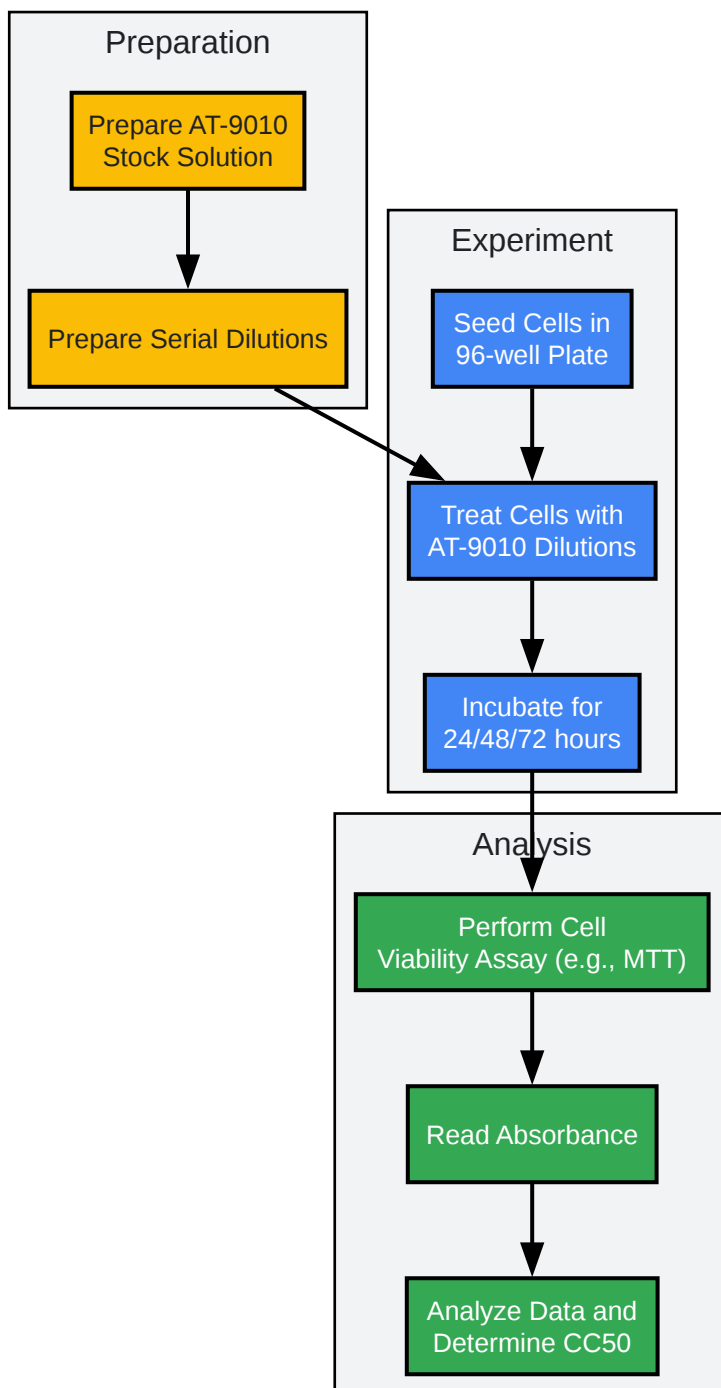 Preparation
Prepare AT-9010
Stock Solution
Prepare Serial Dilutions
Experiment
Seed Cells in
96-well Plate
Treat Cells with
AT-9010 Dilutions
Incubate for
24/48/72 hours
Analysis
Perform Cell
Viability Assay (e.g., MTT)
Read Absorbance
Analyze Data and
Determine CC50